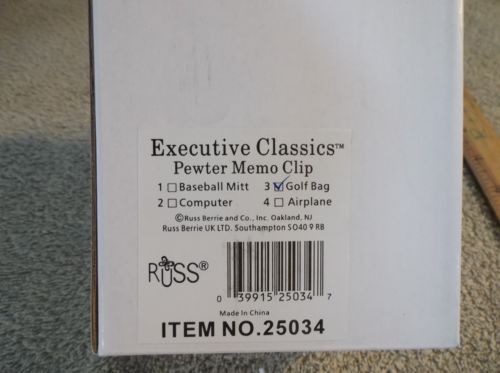 Executive Classics™
Pewter Memo Clip
1 ☐ Baseball Mitt 3 ☑ Golf Bag
2 ☐ Computer 4 ☐ Airplane
©Russ Berrie and Co., Inc. Oakland, NJ
Russ Berrie UK LTD. Southampton SO40 9 RB
RUSS®
0 39915 25034 7
Made In China
ITEM NO.25034